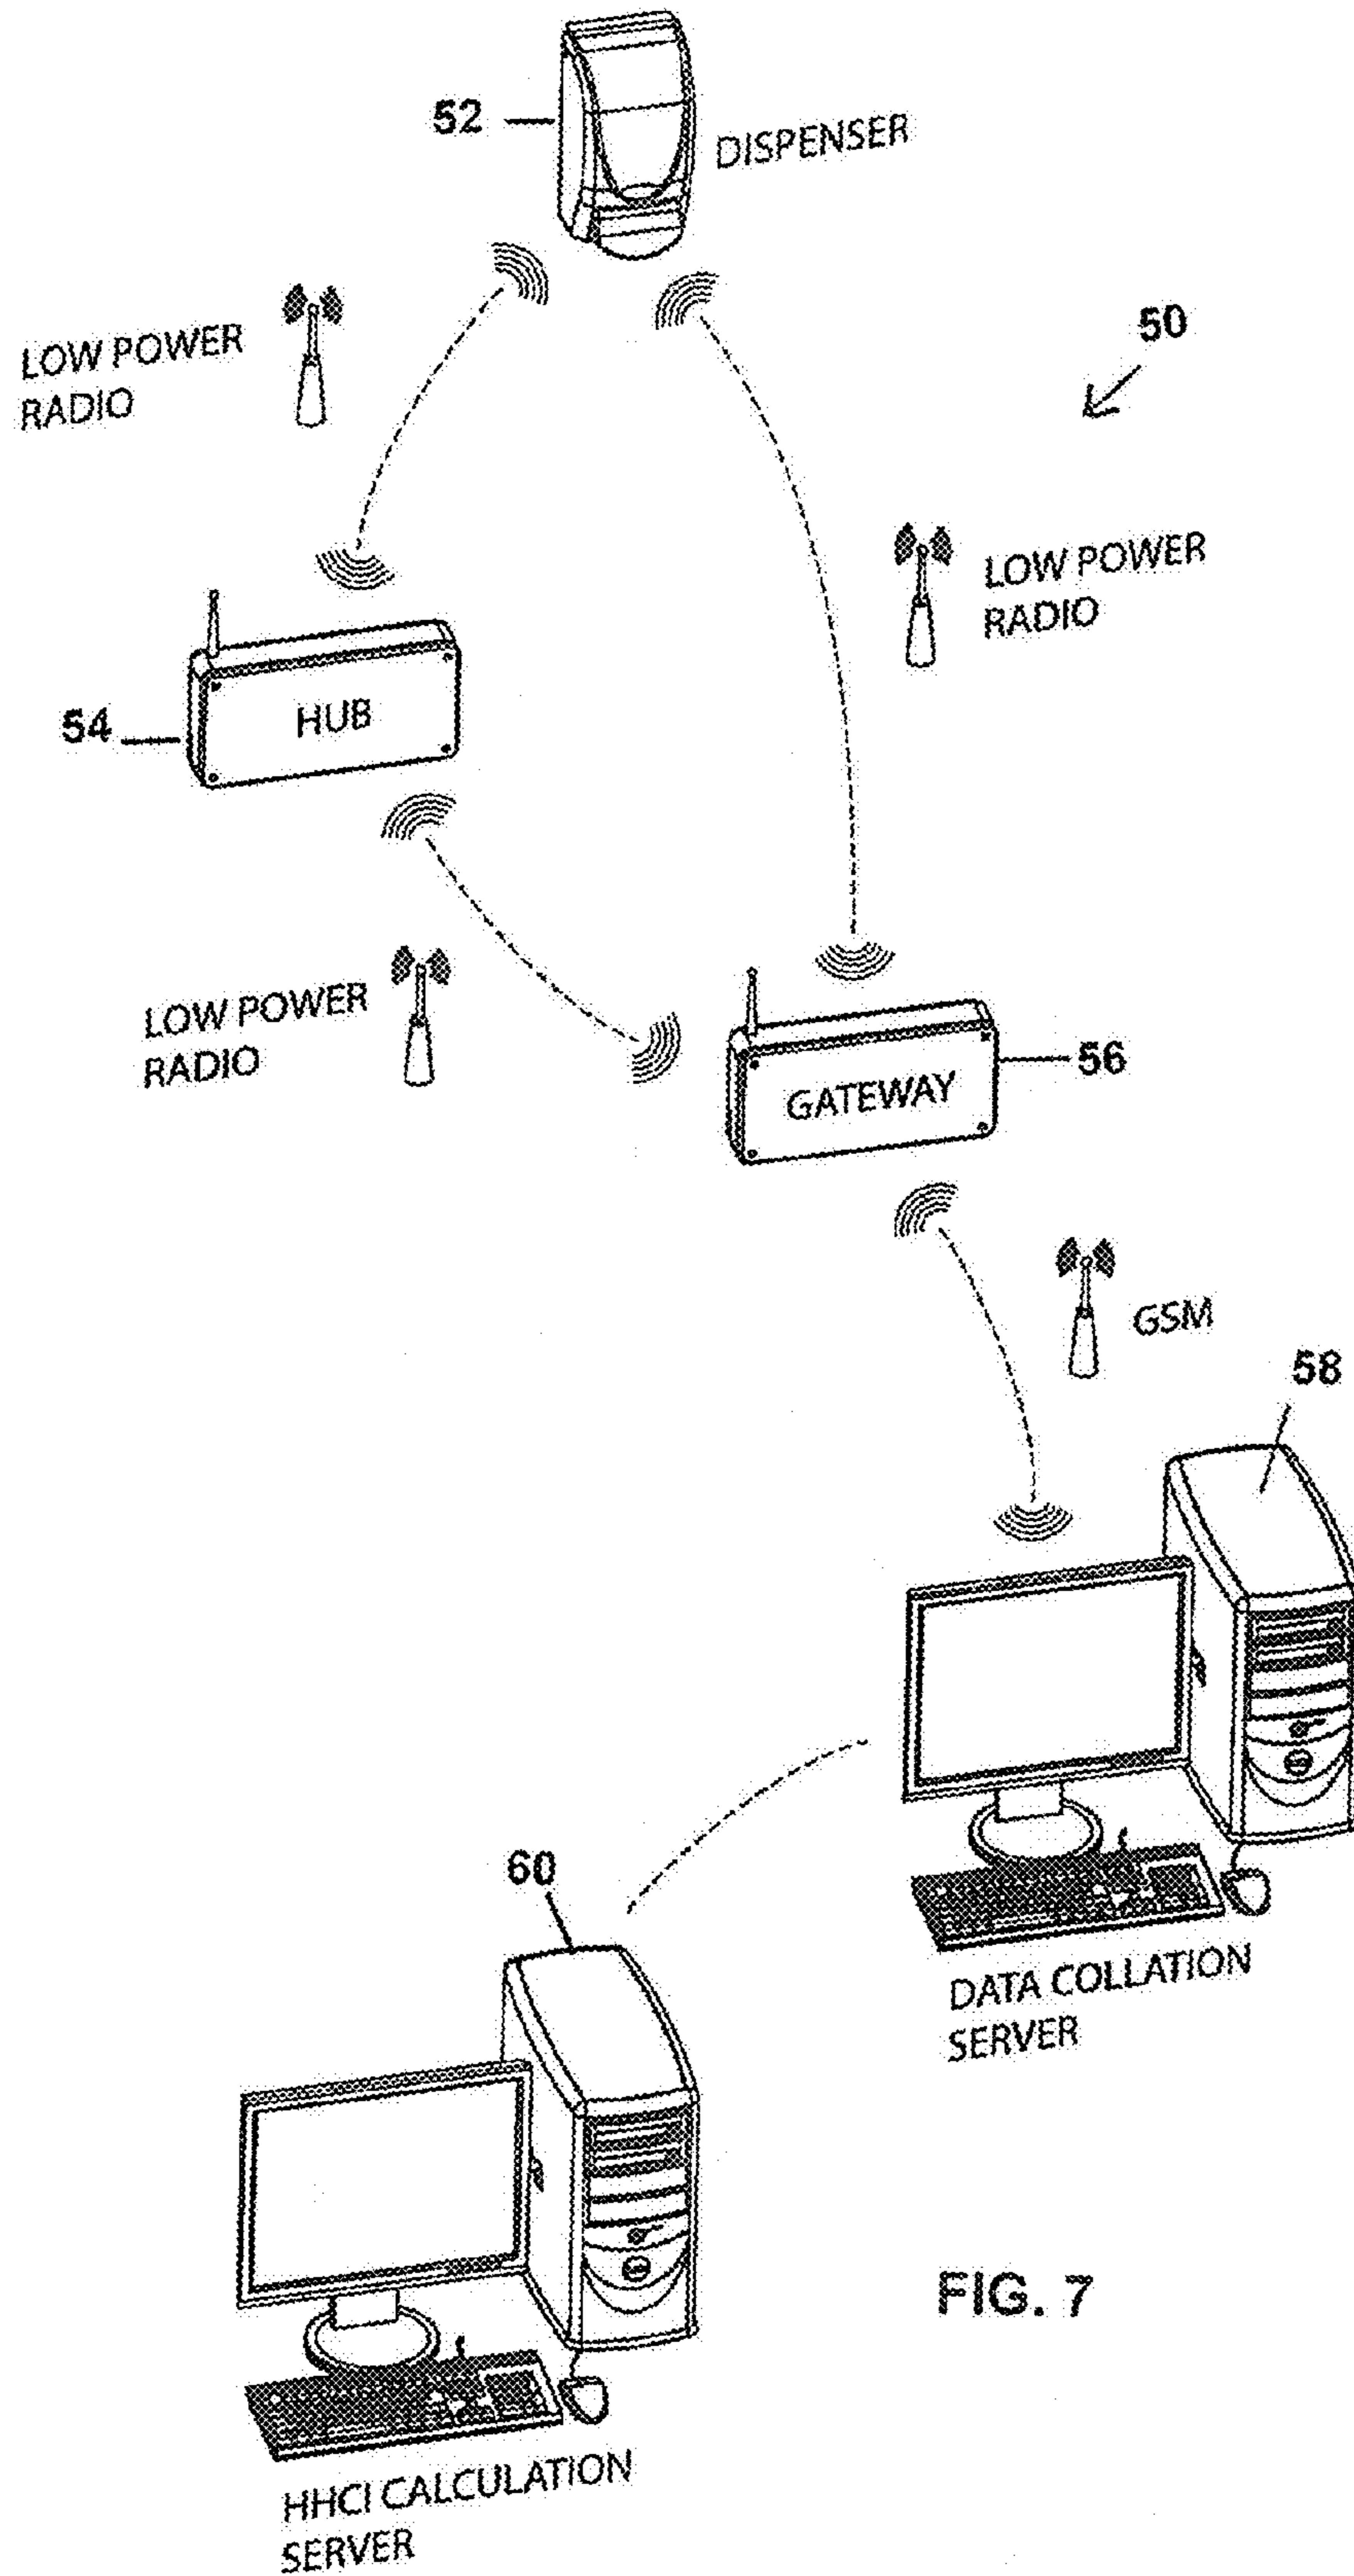 52
DISPENSER
50
LOW POWER
RADIO
LOW POWER
RADIO
HUB
54
LOW POWER
RADIO
GATEWAY
56
GSM
58
DATA COLLATION
SERVER
60
HHCI CALCULATION
SERVER
FIG. 7